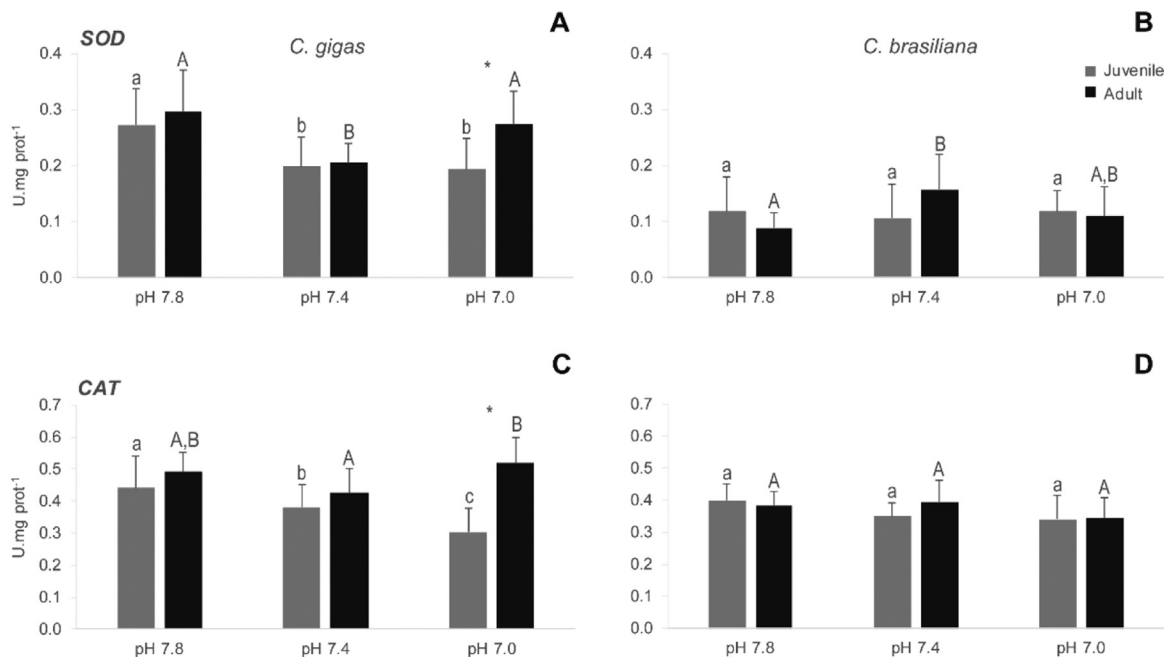 A
B
SOD
C. gigas
C. brasiliana
0.4
0.3
0.2
0.1
0.0
U.mg prot⁻¹
a
A
b
B
b
*
A
pH 7.8
pH 7.4
pH 7.0
0.4
0.3
0.2
0.1
0.0
Juvenile
Adult
a
A
a
B
a
A,B
pH 7.8
pH 7.4
pH 7.0
C
D
CAT
0.7
0.6
0.5
0.4
0.3
0.2
0.1
0.0
U.mg prot⁻¹
a
A,B
b
A
c
*
B
pH 7.8
pH 7.4
pH 7.0
0.7
0.6
0.5
0.4
0.3
0.2
0.1
0.0
a
A
a
A
a
A
pH 7.8
pH 7.4
pH 7.0